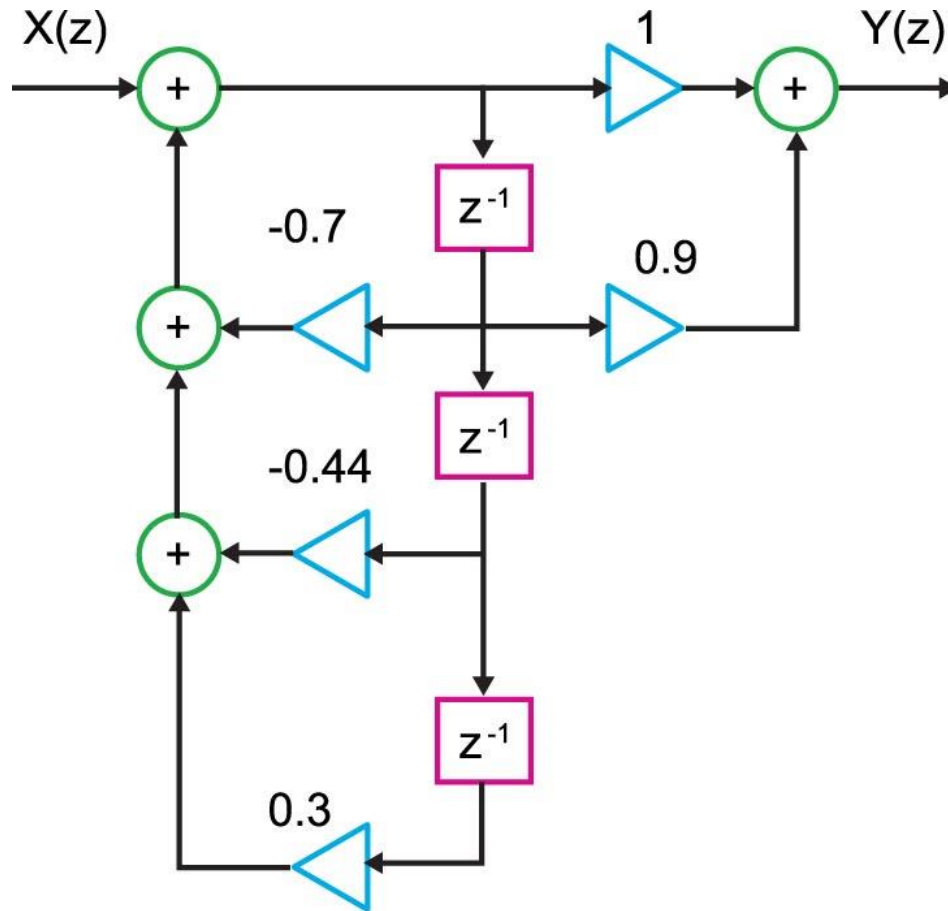 X(z) 1 Y(z)
+ +
z⁻¹
-0.7 0.9
+
z⁻¹
-0.44
+
z⁻¹
0.3